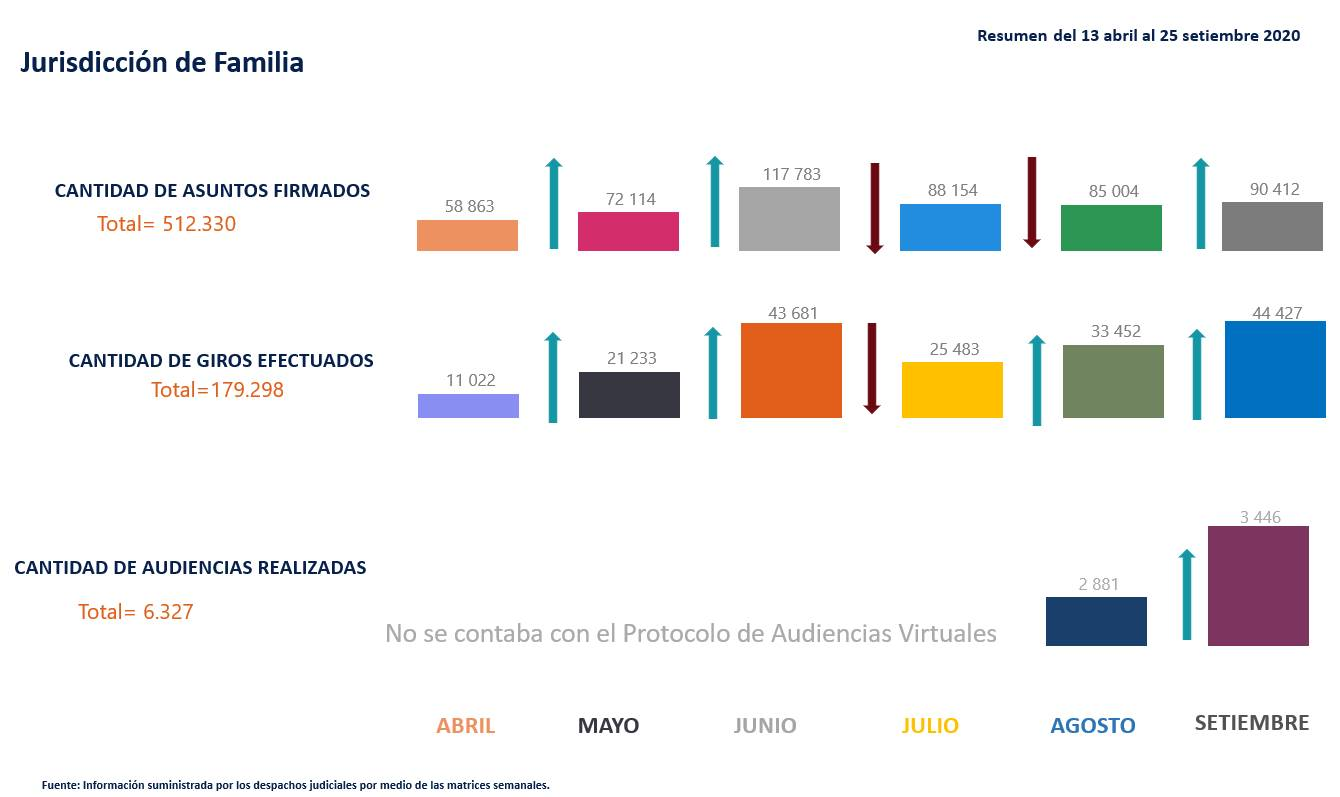 Resumen del 13 abril al 25 setiembre 2020
Jurisdicción de Familia
CANTIDAD DE ASUNTOS FIRMADOS
Total= 512.330
58 863
72 114
117 783
88 154
85 004
90 412
CANTIDAD DE GIROS EFECTUADOS
Total=179.298
11 022
21 233
43 681
25 483
33 452
44 427
CANTIDAD DE AUDIENCIAS REALIZADAS
Total= 6.327
No se contaba con el Protocolo de Audiencias Virtuales
2 881
3 446
ABRIL
MAYO
JUNIO
JULIO
AGOSTO
SETIEMBRE
Fuente: Información suministrada por los despachos judiciales por medio de las matrices semanales.